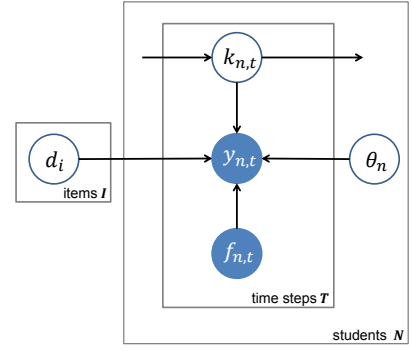 k_{n,t}
d_i
y_{n,t}
θ_n
items I
f_{n,t}
time steps T
students N